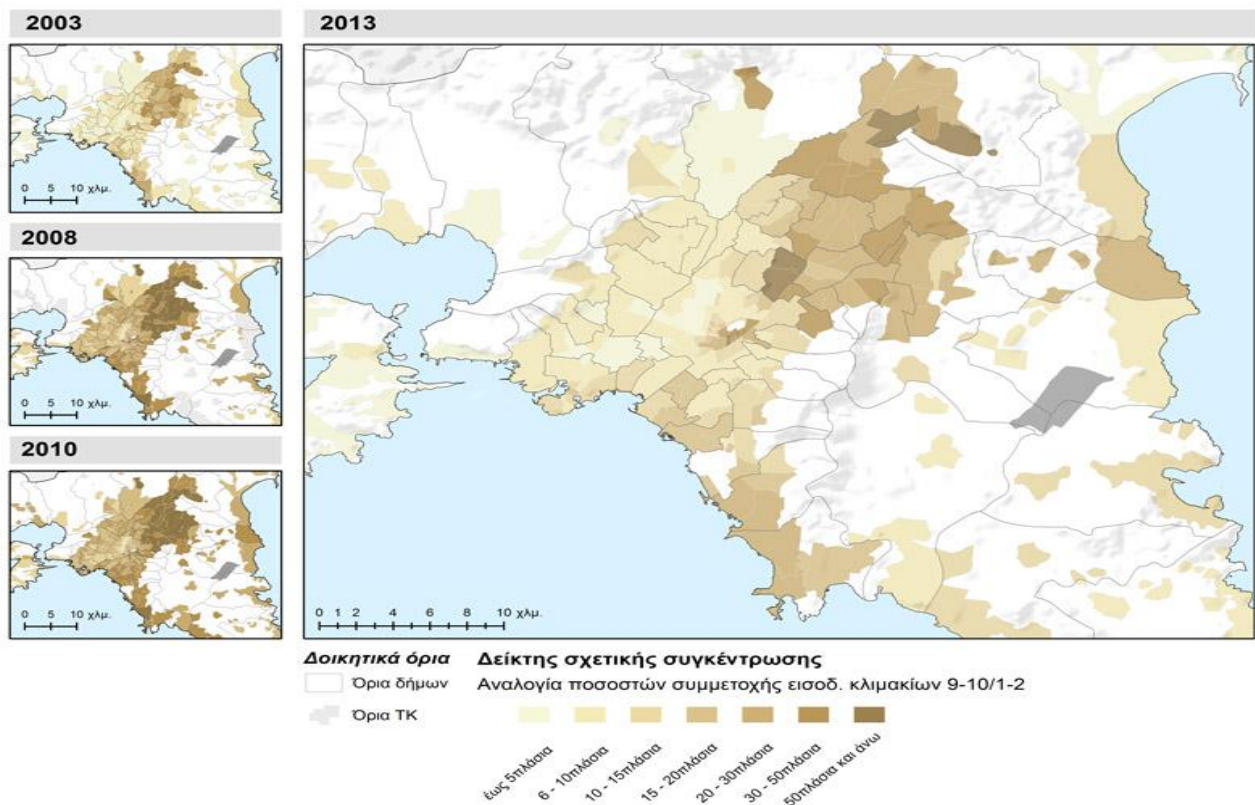 2003
0 5 10 χλμ.
2008
0 5 10 χλμ.
2010
0 5 10 χλμ.
2013
0 1 2 4 6 8 10 χλμ.
Δοικητικά όρια
Όρια δήμων
Όρια ΤΚ
Δείκτης σχετικής συγκέντρωσης
Αναλογία ποσοστών συμμετοχής εισοδ. κλιμακίων 9-10/1-2
έως 5πλάσια
6 - 10πλάσια
10 - 15πλάσια
15 - 20πλάσια
20 - 30πλάσια
30 - 50πλάσια
50πλάσια και άνω